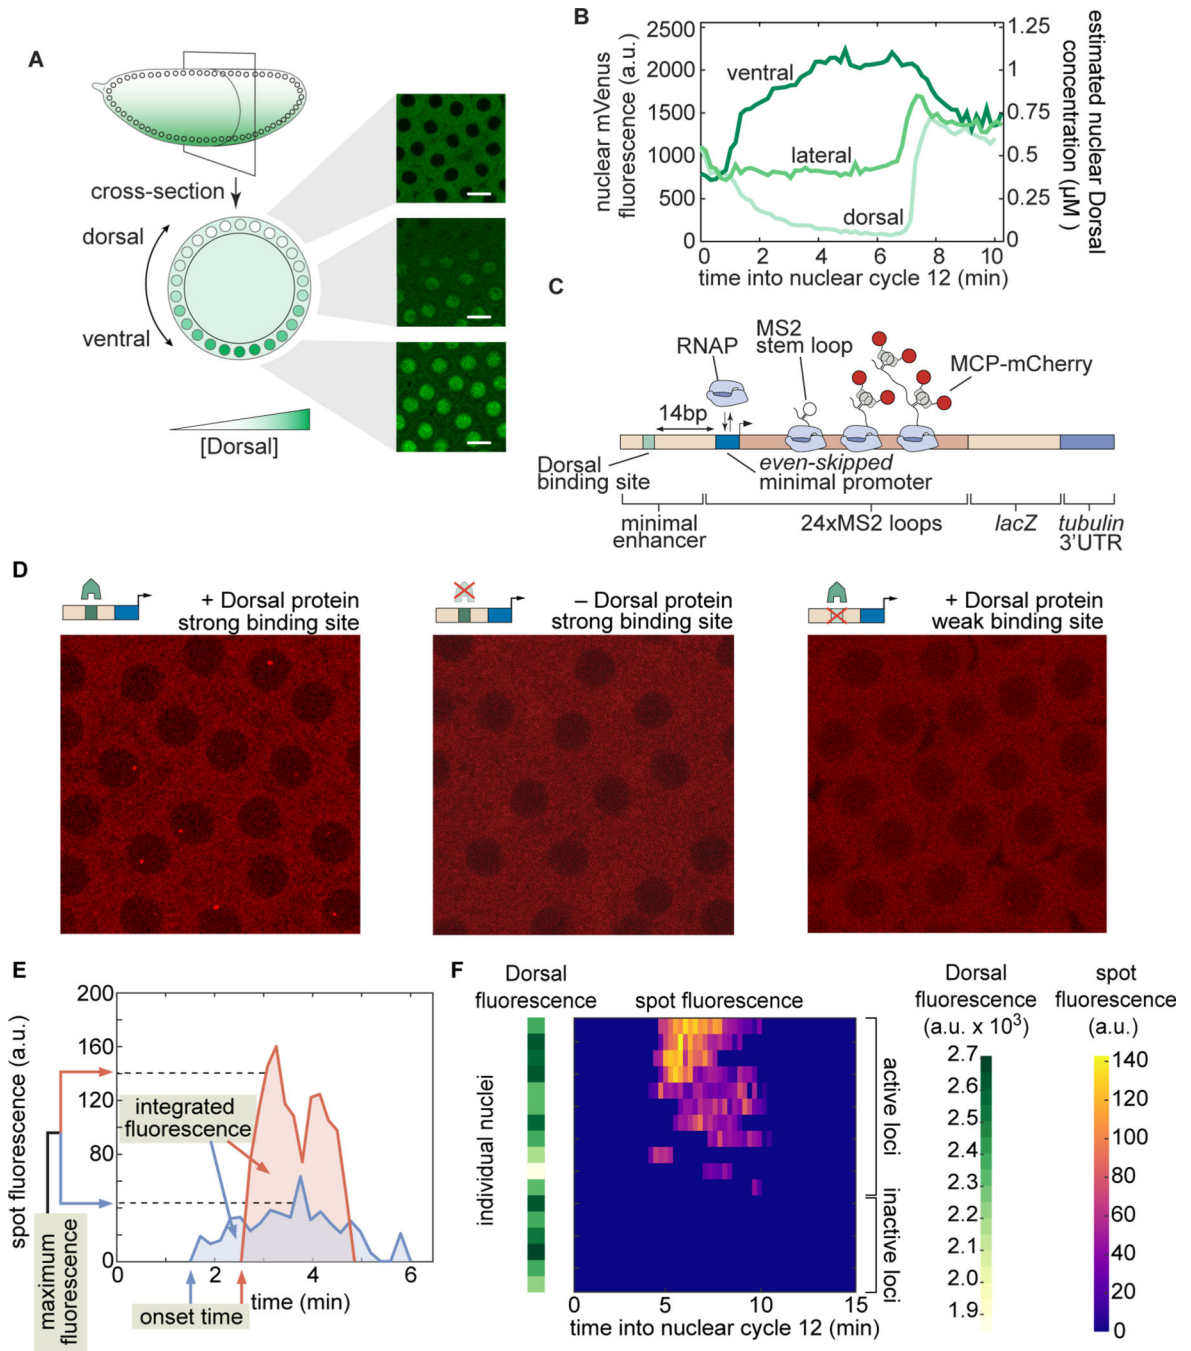 A
cross-section
dorsal
ventral
[Dorsal]
B
nuclear mVenus
fluorescence (a.u.)
2500
2000
1500
1000
500
0
ventral
lateral
dorsal
1.25
1
0.75
0.5
0.25
0
estimated nuclear Dorsal
concentration (µM )
0 2 4 6 8 10
time into nuclear cycle 12 (min)
C
RNAP
MS2
stem loop
MCP-mCherry
14bp
Dorsal
binding site
even-skipped
minimal promoter
minimal
enhancer
24xMS2 loops
lacZ
tubulin
3'UTR
D
+ Dorsal protein
strong binding site
– Dorsal protein
strong binding site
+ Dorsal protein
weak binding site
E
spot fluorescence (a.u.)
200
160
120
80
40
0
integrated
fluorescence
maximum
fluorescence
0 2 4 6
time (min)
onset time
F
Dorsal
fluorescence
spot fluorescence
individual nuclei
active loci
inactive loci
0 5 10 15
time into nuclear cycle 12 (min)
Dorsal
fluorescence
(a.u. x 10³)
2.7
2.6
2.5
2.4
2.3
2.2
2.1
2.0
1.9
spot
fluorescence
(a.u.)
140
120
100
80
60
40
20
0